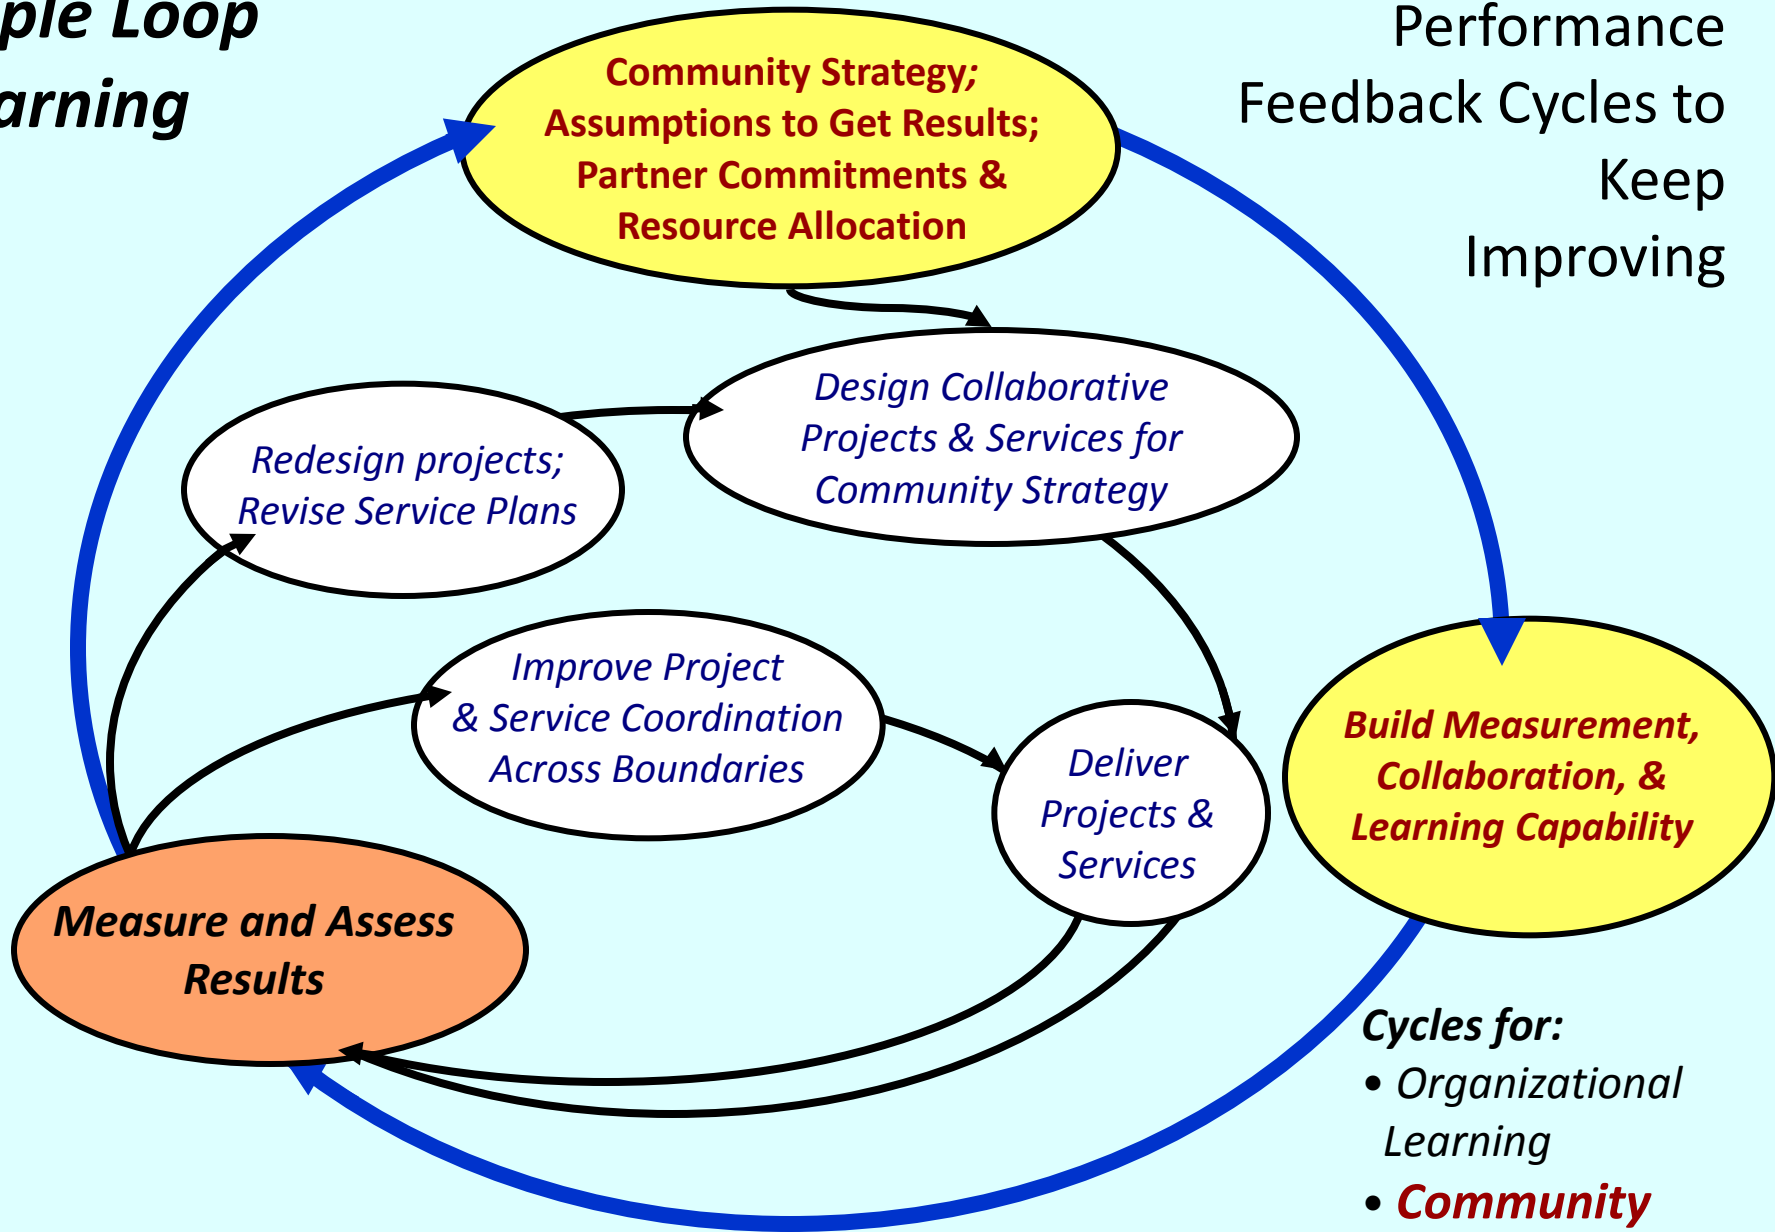 ple Loop
arning
Performance
Feedback Cycles to
Keep
Improving
Community Strategy;
Assumptions to Get Results;
Partner Commitments &
Resource Allocation
Design Collaborative
Projects & Services for
Community Strategy
Redesign projects;
Revise Service Plans
Improve Project
& Service Coordination
Across Boundaries
Deliver
Projects &
Services
Build Measurement,
Collaboration, &
Learning Capability
Measure and Assess
Results
Cycles for:
• Organizational
Learning
• Community